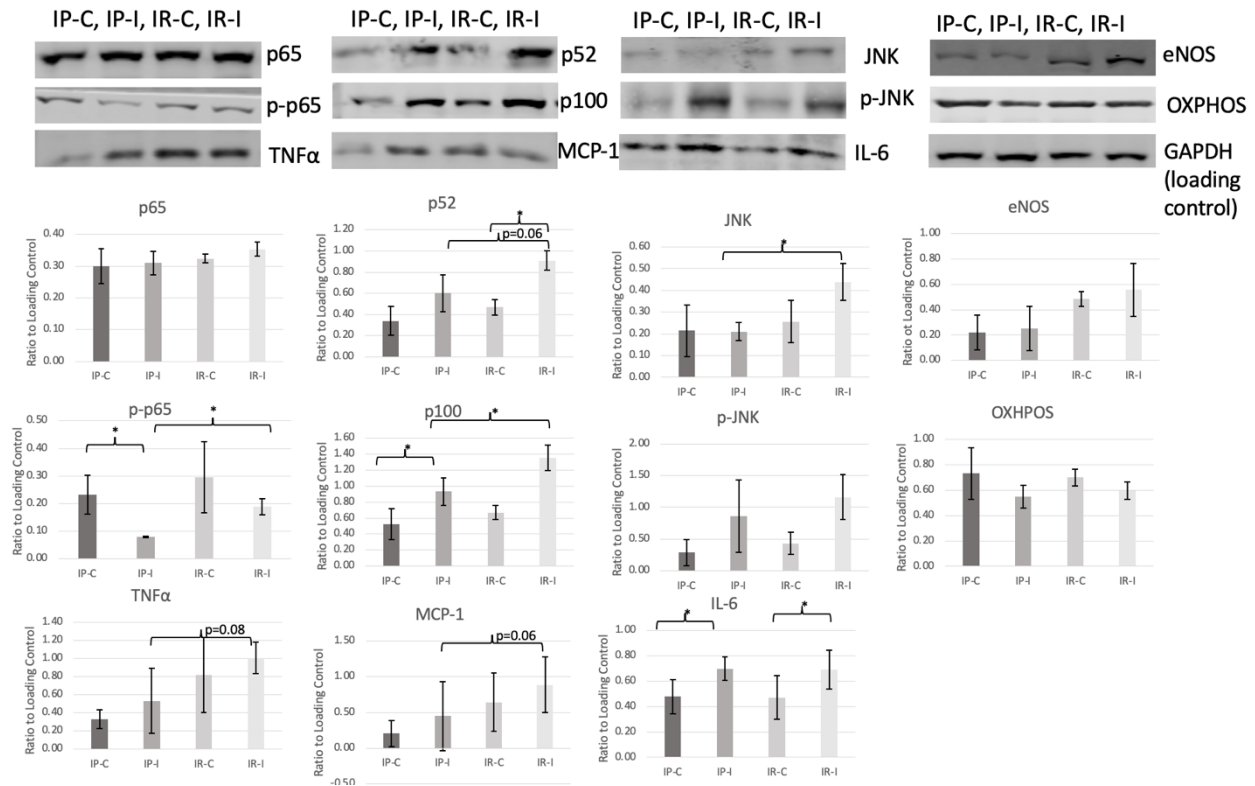 IP-C, IP-I, IR-C, IR-I
IP-C, IP-I, IR-C, IR-I
IP-C, IP-I, IR-C, IR-I
IP-C, IP-I, IR-C, IR-I
p65
p52
JNK
eNOS
p-p65
p100
p-JNK
OXPHOS
TNFα
MCP-1
IL-6
GAPDH
(loading
control)
p65
Ratio to Loading Control
0.40
0.30
0.30
0.10
0.00
IP-C IP-I IR-C IR-I
p52
Ratio to Loading Control
1.20
1.00
0.80
0.60
0.40
0.20
0.00
*
p=0.06
IP-C IP-I IR-C IR-I
JNK
Ratio to Loading Control
0.60
0.50
0.40
0.30
0.20
0.10
0.00
*
IP-C IP-I IR-C IR-I
eNOS
Ratio ot Loading Control
1.00
0.80
0.60
0.40
0.20
0.00
IP-C IP-I IR-C IR-I
p-p65
Ratio to Loading Control
0.50
0.40
0.30
0.20
0.10
0.00
*
*
IP-C IP-I IR-C IR-I
p100
Ratio to Loading Control
1.60
1.40
1.20
1.00
0.80
0.60
0.40
0.20
0.00
*
*
IP-C IP-I IR-C IR-I
p-JNK
Ratio to Loading Control
2.00
1.50
1.00
0.50
0.00
IP-C IP-I IR-C IR-I
OXHPOS
Ratio to Loading Control
1.00
0.80
0.60
0.40
0.20
0.00
IP-C IP-I IR-C IR-I
TNFα
Ratio to Loading Control
1.40
1.20
1.00
0.80
0.60
0.40
0.20
0.00
p=0.08
IP-C IP-I IR-C IR-I
MCP-1
Ratio to Loading Control
1.50
1.00
0.50
0.00
-0.50
p=0.06
IP-C IP-I IR-C IR-I
IL-6
Ratio to Loading Control
1.00
0.80
0.60
0.40
0.20
0.00
*
*
IP-C IP-I IR-C IR-I